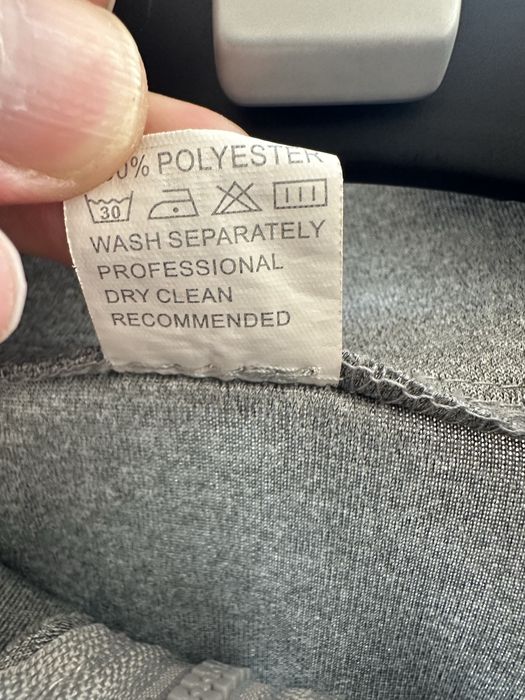 0% POLYESTER
30
WASH SEPARATELY
PROFESSIONAL
DRY CLEAN
RECOMMENDED